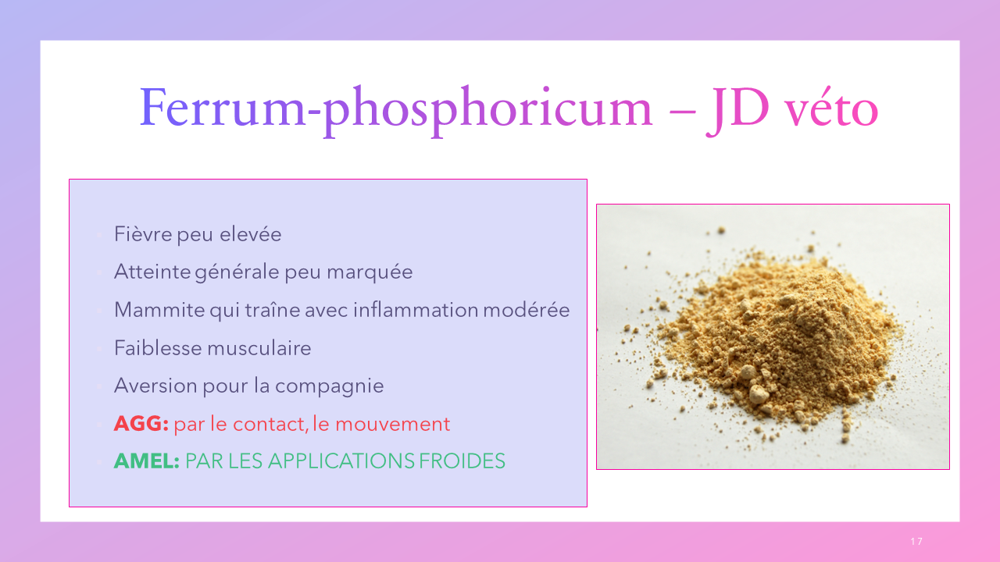 Ferrum-phosphoricum – JD véto
Fièvre peu elevée
Atteinte générale peu marquée
Mammite qui traîne avec inflammation modérée
Faiblesse musculaire
Aversion pour la compagnie
AGG: par le contact, le mouvement
AMEL: PAR LES APPLICATIONS FROIDES
17